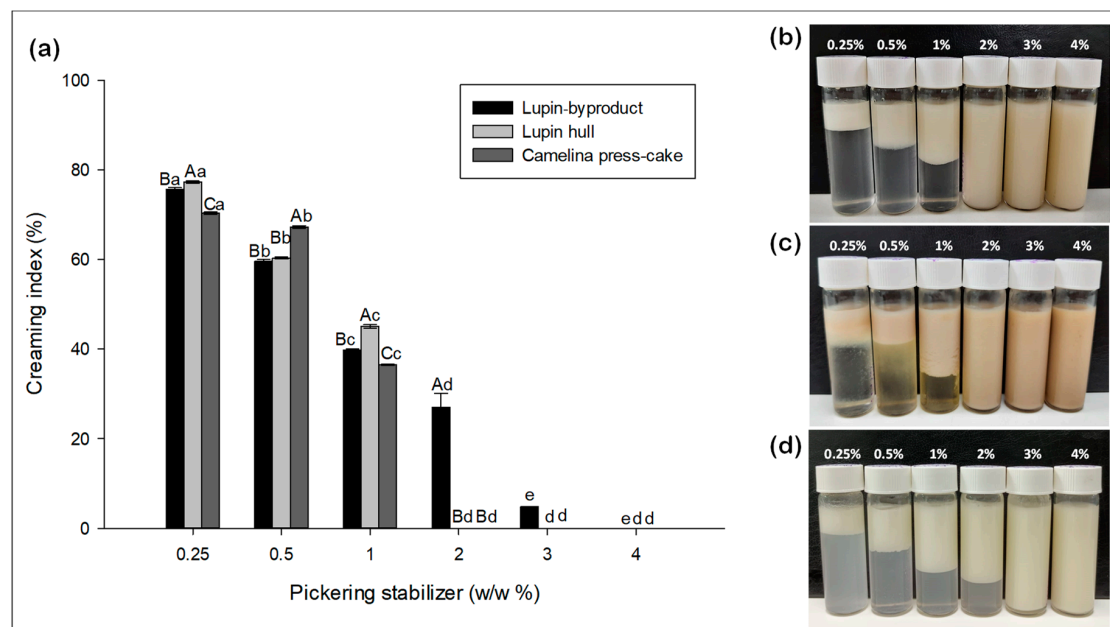 (a)
100
80
60
40
20
0
Creaming index (%)
Lupin-byproduct
Lupin hull
Camelina press-cake
Ba Aa Ca
Bb Bb Ab
Bc Ac Cc
Ad Bd Bd
e d d
e d d
0.25 0.5 1 2 3 4
Pickering stabilizer (w/w %)
(b)
0.25% 0.5% 1% 2% 3% 4%
(c)
0.25% 0.5% 1% 2% 3% 4%
(d)
0.25% 0.5% 1% 2% 3% 4%